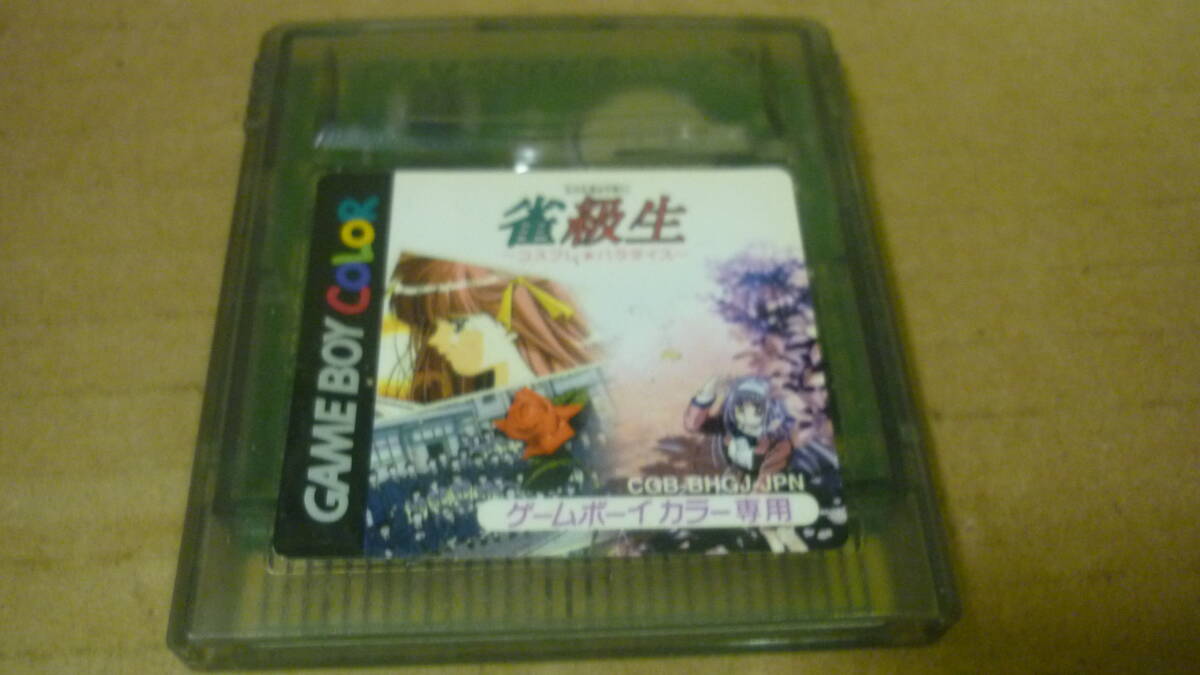 GAME BOY COLOR
雀級生
～コスプレ★パラダイス～
CGB-BHGJ-JPN
ゲームボーイカラー専用